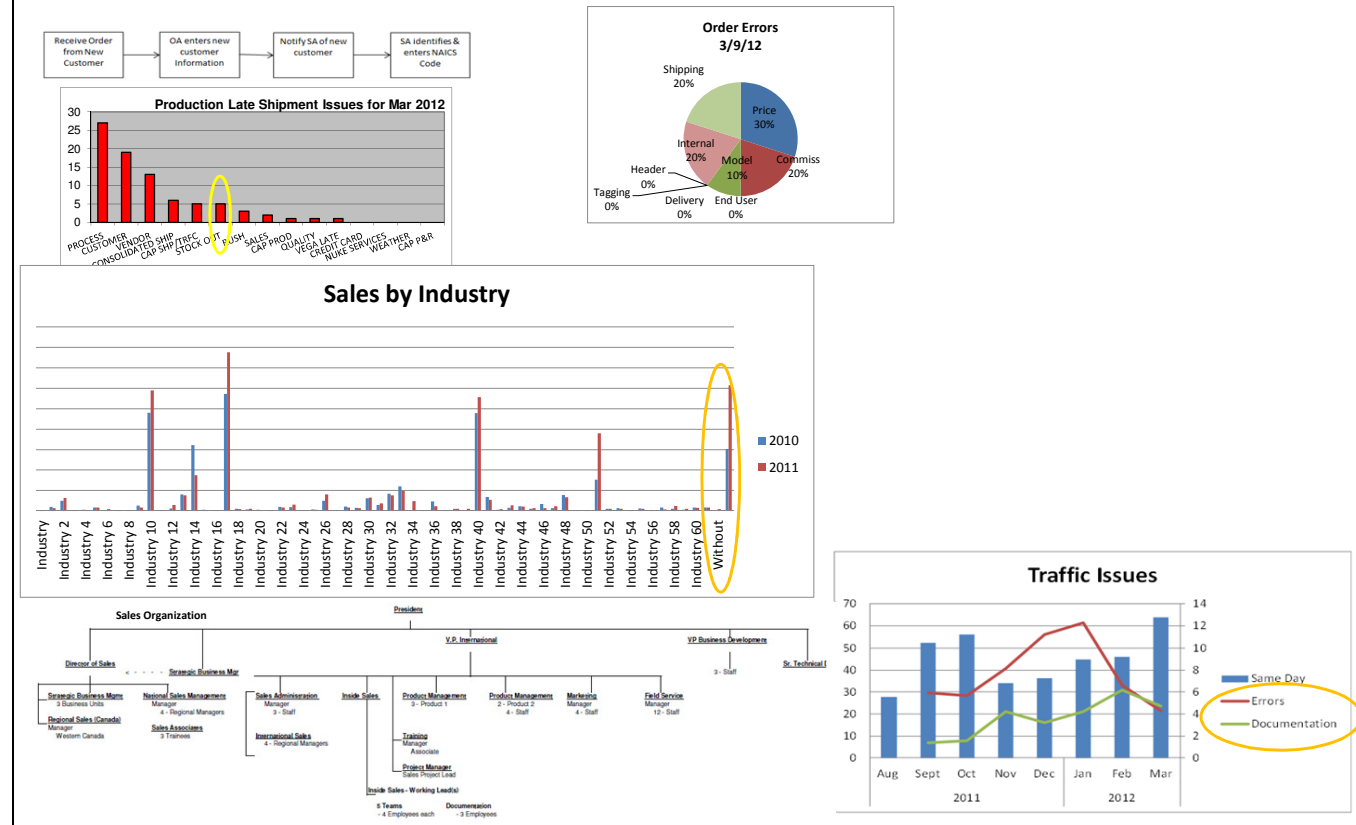 Receive Order
from New
Customer
OA enters new
customer
Information
Notify SA of new
customer
SA identifies &
enters NAICS
Code
Order Errors
3/9/12
Shipping
20%
Price
30%
Internal
20%
Model
10%
Commiss
20%
Header
0%
Tagging
0%
Delivery
0%
End User
0%
Production Late Shipment Issues for Mar 2012
30
25
20
15
10
5
0
PROCESS
CUSTOMER
VENDOR
CONSOLIDATED SHIP
CAP SHP/TRFC
STOCK OUT
RUSH
SALES
CAP PROD
QUALITY
VEGA LATE
CREDIT CARD
NUKE SERVICES
WEATHER
CAP P&R
Sales by Industry
2010
2011
Industry
Industry 2
Industry 4
Industry 6
Industry 8
Industry 10
Industry 12
Industry 14
Industry 16
Industry 18
Industry 20
Industry 22
Industry 24
Industry 26
Industry 28
Industry 30
Industry 32
Industry 34
Industry 36
Industry 38
Industry 40
Industry 42
Industry 44
Industry 46
Industry 48
Industry 50
Industry 52
Industry 54
Industry 56
Industry 58
Industry 60
Without
Sales Organization
President
V.P. International
VP Business Development
3 - Staff
Sr. Technical
Director of Sales
Strategic Business Mgr
Strategic Business Mgmt
3 Business Units
Regional Sales (Canada)
Manager
Western Canada
National Sales Management
Manager
4 - Regional Managers
Sales Associates
3 Trainees
Sales Administration
Manager
3 - Staff
International Sales
4 - Regional Managers
Inside Sales
Product Management
3 - Product 1
Training
Manager
Associate
Project Manager
Sales Project Lead
Product Management
2 - Product 2
4 - Staff
Marketing
Manager
4 - Staff
Field Service
Manager
12 - Staff
Inside Sales - Working Lead(s)
5 Teams
- 4 Employees each
Documentation
- 3 Employees
Traffic Issues
70
60
50
40
30
20
10
0
14
12
10
8
6
4
2
0
Same Day
Errors
Documentation
Aug
Sept
Oct
Nov
Dec
Jan
Feb
Mar
2011
2012